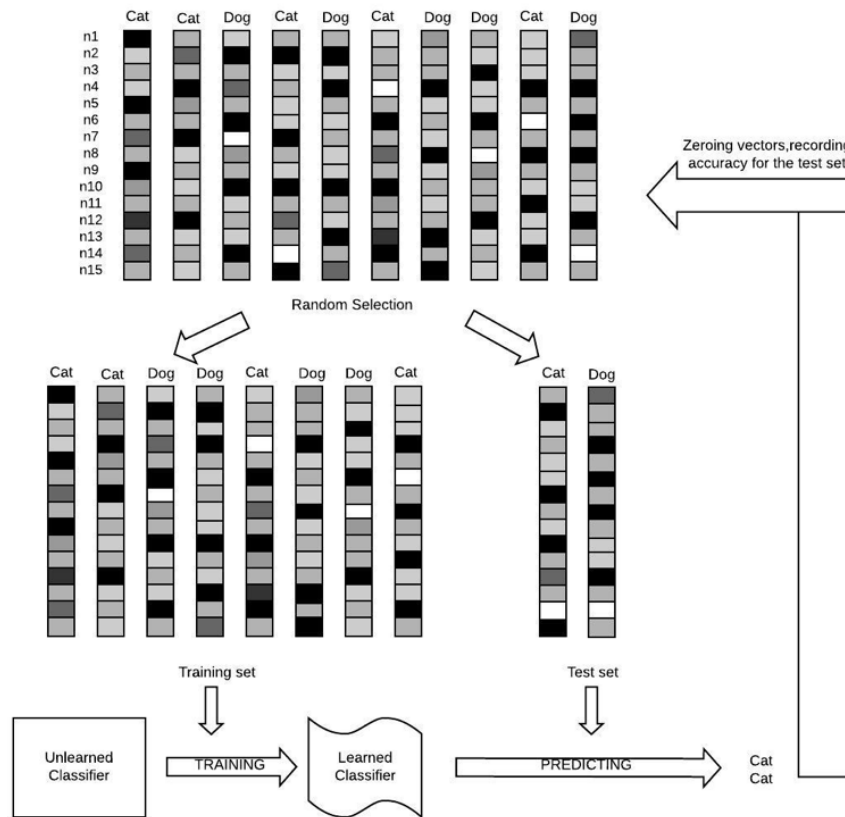 Cat Cat Dog Cat Dog Cat Dog Dog Cat Dog
n1
n2
n3
n4
n5
n6
n7
n8
n9
n10
n11
n12
n13
n14
n15
Zeroing vectors,recording
accuracy for the test set
Random Selection
Cat Cat Dog Dog Cat Dog Dog Cat
Cat Dog
Training set
Test set
Unlearned
Classifier
TRAINING
Learned
Classifier
PREDICTING
Cat
Cat